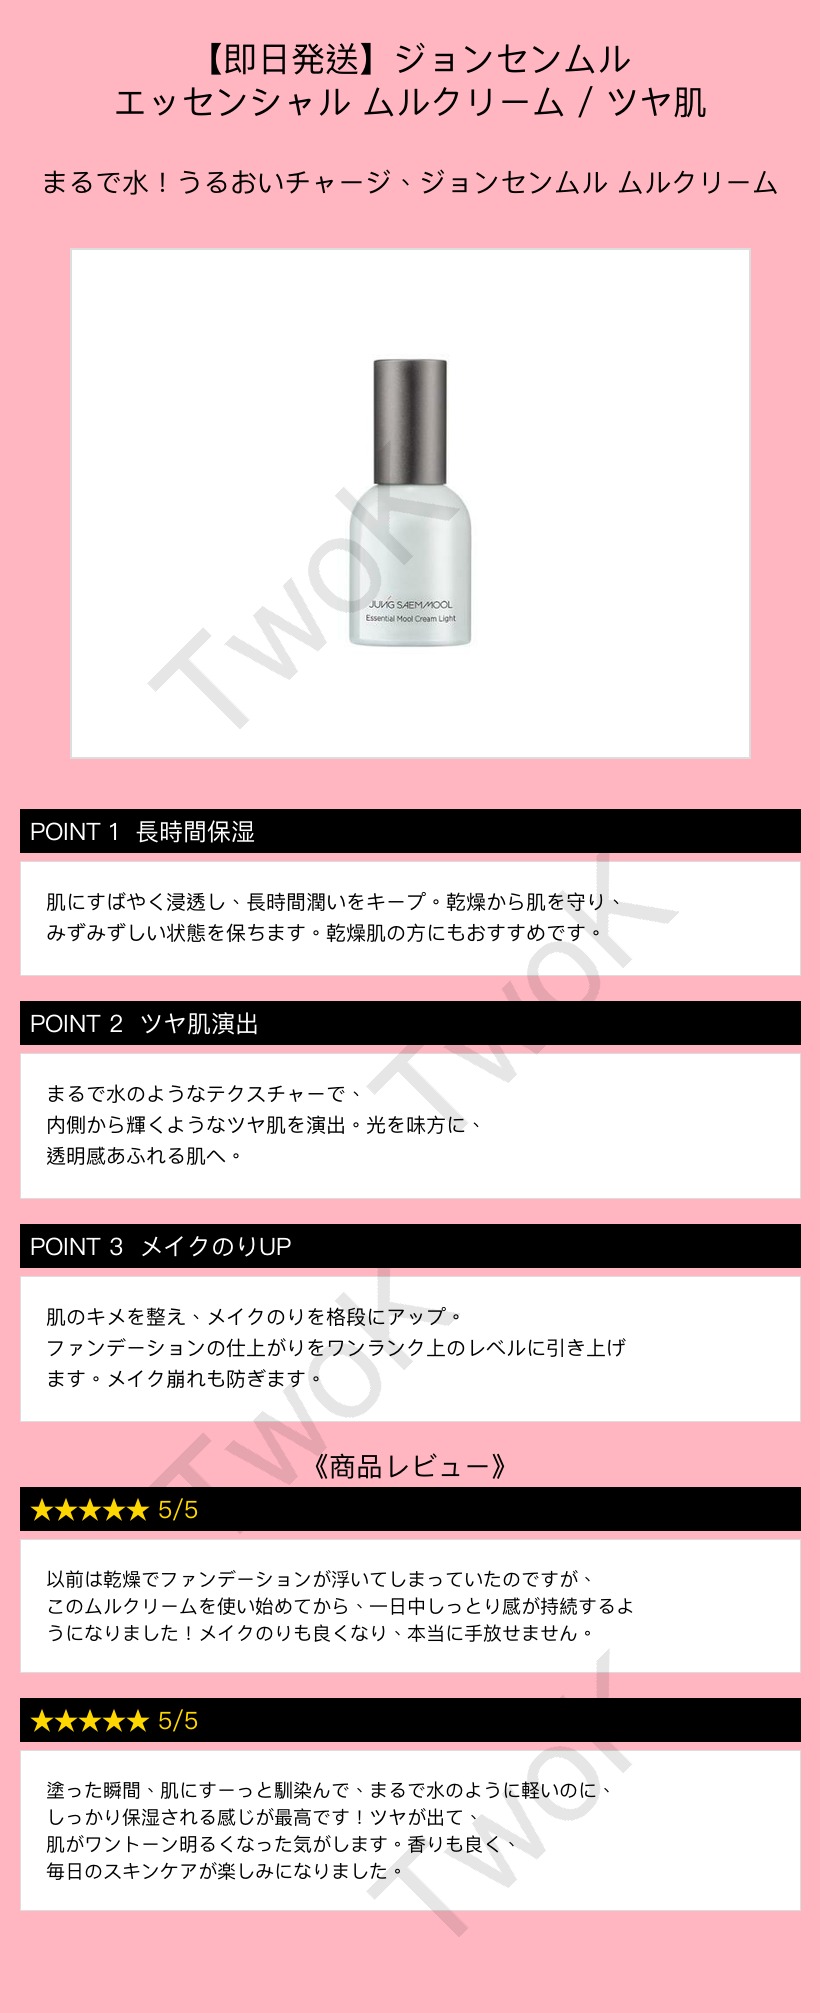 【即日発送】ジョンセンムル
エッセンシャル ムルクリーム / ツヤ肌
まるで水！うるおいチャージ、ジョンセンムル ムルクリーム
JUNG SAEM MOOL
Essential Mool Cream Light
TwoK
POINT 1 長時間保湿
肌にすばやく浸透し、長時間潤いをキープ。乾燥から肌を守り、
みずみずしい状態を保ちます。乾燥肌の方にもおすすめです。
TwoK
POINT 2 ツヤ肌演出
まるで水のようなテクスチャーで、
内側から輝くようなツヤ肌を演出。光を味方に、
透明感あふれる肌へ。
POINT 3 メイクのりUP
肌のキメを整え、メイクのりを格段にアップ。
ファンデーションの仕上がりをワンランク上のレベルに引き上げ
ます。メイク崩れも防ぎます。
TwoK
《商品レビュー》
★★★★★ 5/5
以前は乾燥でファンデーションが浮いてしまっていたのですが、
このムルクリームを使い始めてから、一日中しっとり感が持続するよ
うになりました！メイクのりも良くなり、本当に手放せません。
★★★★★ 5/5
塗った瞬間、肌にすーっと馴染んで、まるで水のように軽いのに、
しっかり保湿される感じが最高です！ツヤが出て、
肌がワントーン明るくなった気がします。香りも良く、
毎日のスキンケアが楽しみになりました。
TwoK